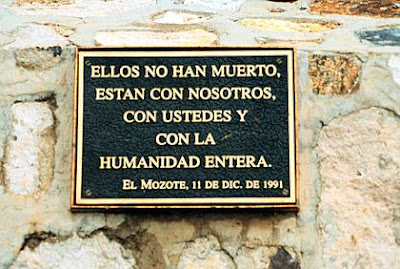 ELLOS NO HAN MUERTO,
ESTAN CON NOSOTROS,
CON USTEDES Y
CON LA
HUMANIDAD ENTERA.
EL MOZOTE, 11 DE DIC. DE 1991